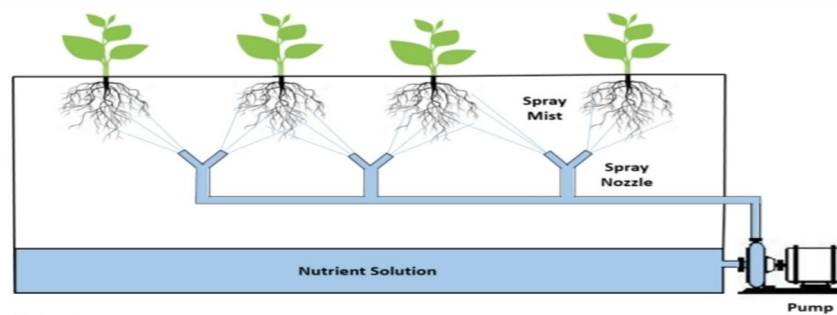 Spray
Mist
Spray
Nozzle
Nutrient Solution
Pump